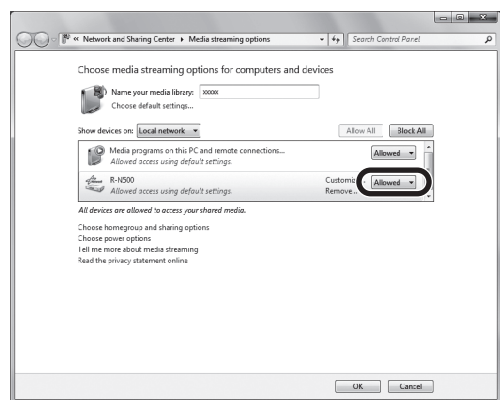 « Network and Sharing Center ▸ Media streaming options
Search Control Panel
Choose media streaming options for computers and devices
Name your media library: xxxxx
Choose default settings...
Show devices on: Local network
Allow All
Block All
Media programs on this PC and remote connections...
Allowed access using default settings.
Allowed
R-N500
Allowed access using default settings.
Remove...
Allowed
All devices are allowed to access your shared media.
Choose homegroup and sharing options
Choose power options
Tell me more about media streaming
Read the privacy statement online
OK
Cancel